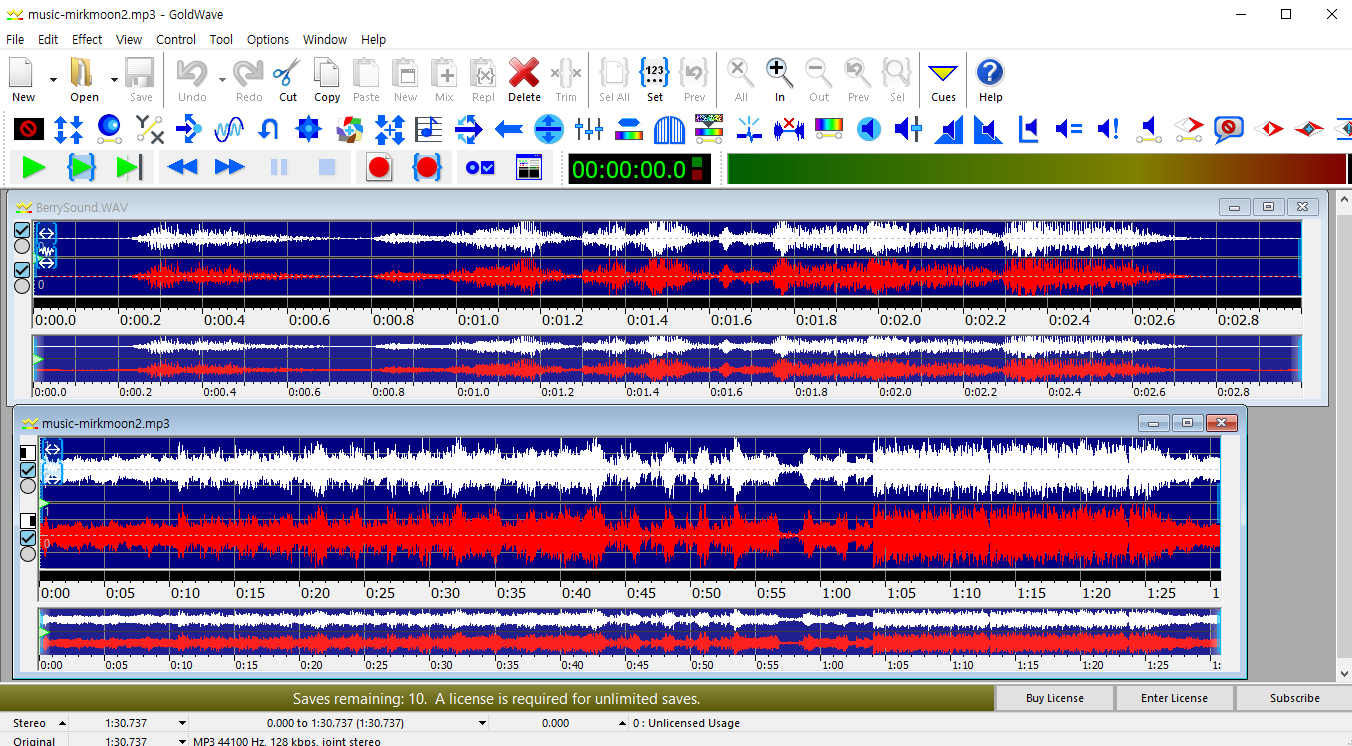 music-mirkmoon2.mp3 - GoldWave
File Edit Effect View Control Tool Options Window Help
New Open Save Undo Redo Cut Copy Paste New Mix Repl Delete Trim Sel All Set Prev All In Out Prev Sel Cues Help
123
Y/X
00:00:00.0
BerrySound.WAV
0
0:00.0 0:00.2 0:00.4 0:00.6 0:00.8 0:01.0 0:01.2 0:01.4 0:01.6 0:01.8 0:02.0 0:02.2 0:02.4 0:02.6 0:02.8
0:00.0 0:00.2 0:00.4 0:00.6 0:00.8 0:01.0 0:01.2 0:01.4 0:01.6 0:01.8 0:02.0 0:02.2 0:02.4 0:02.6 0:02.8
music-mirkmoon2.mp3
1
0
0:00 0:05 0:10 0:15 0:20 0:25 0:30 0:35 0:40 0:45 0:50 0:55 1:00 1:05 1:10 1:15 1:20 1:25 1
0:00 0:05 0:10 0:15 0:20 0:25 0:30 0:35 0:40 0:45 0:50 0:55 1:00 1:05 1:10 1:15 1:20 1:25 1:
Saves remaining: 10. A license is required for unlimited saves. Buy License Enter License Subscribe
Stereo 1:30.737 0.000 to 1:30.737 (1:30.737) 0.000 0 : Unlicensed Usage
Original 1:30.737 MP3 44100 Hz, 128 kbps, joint stereo